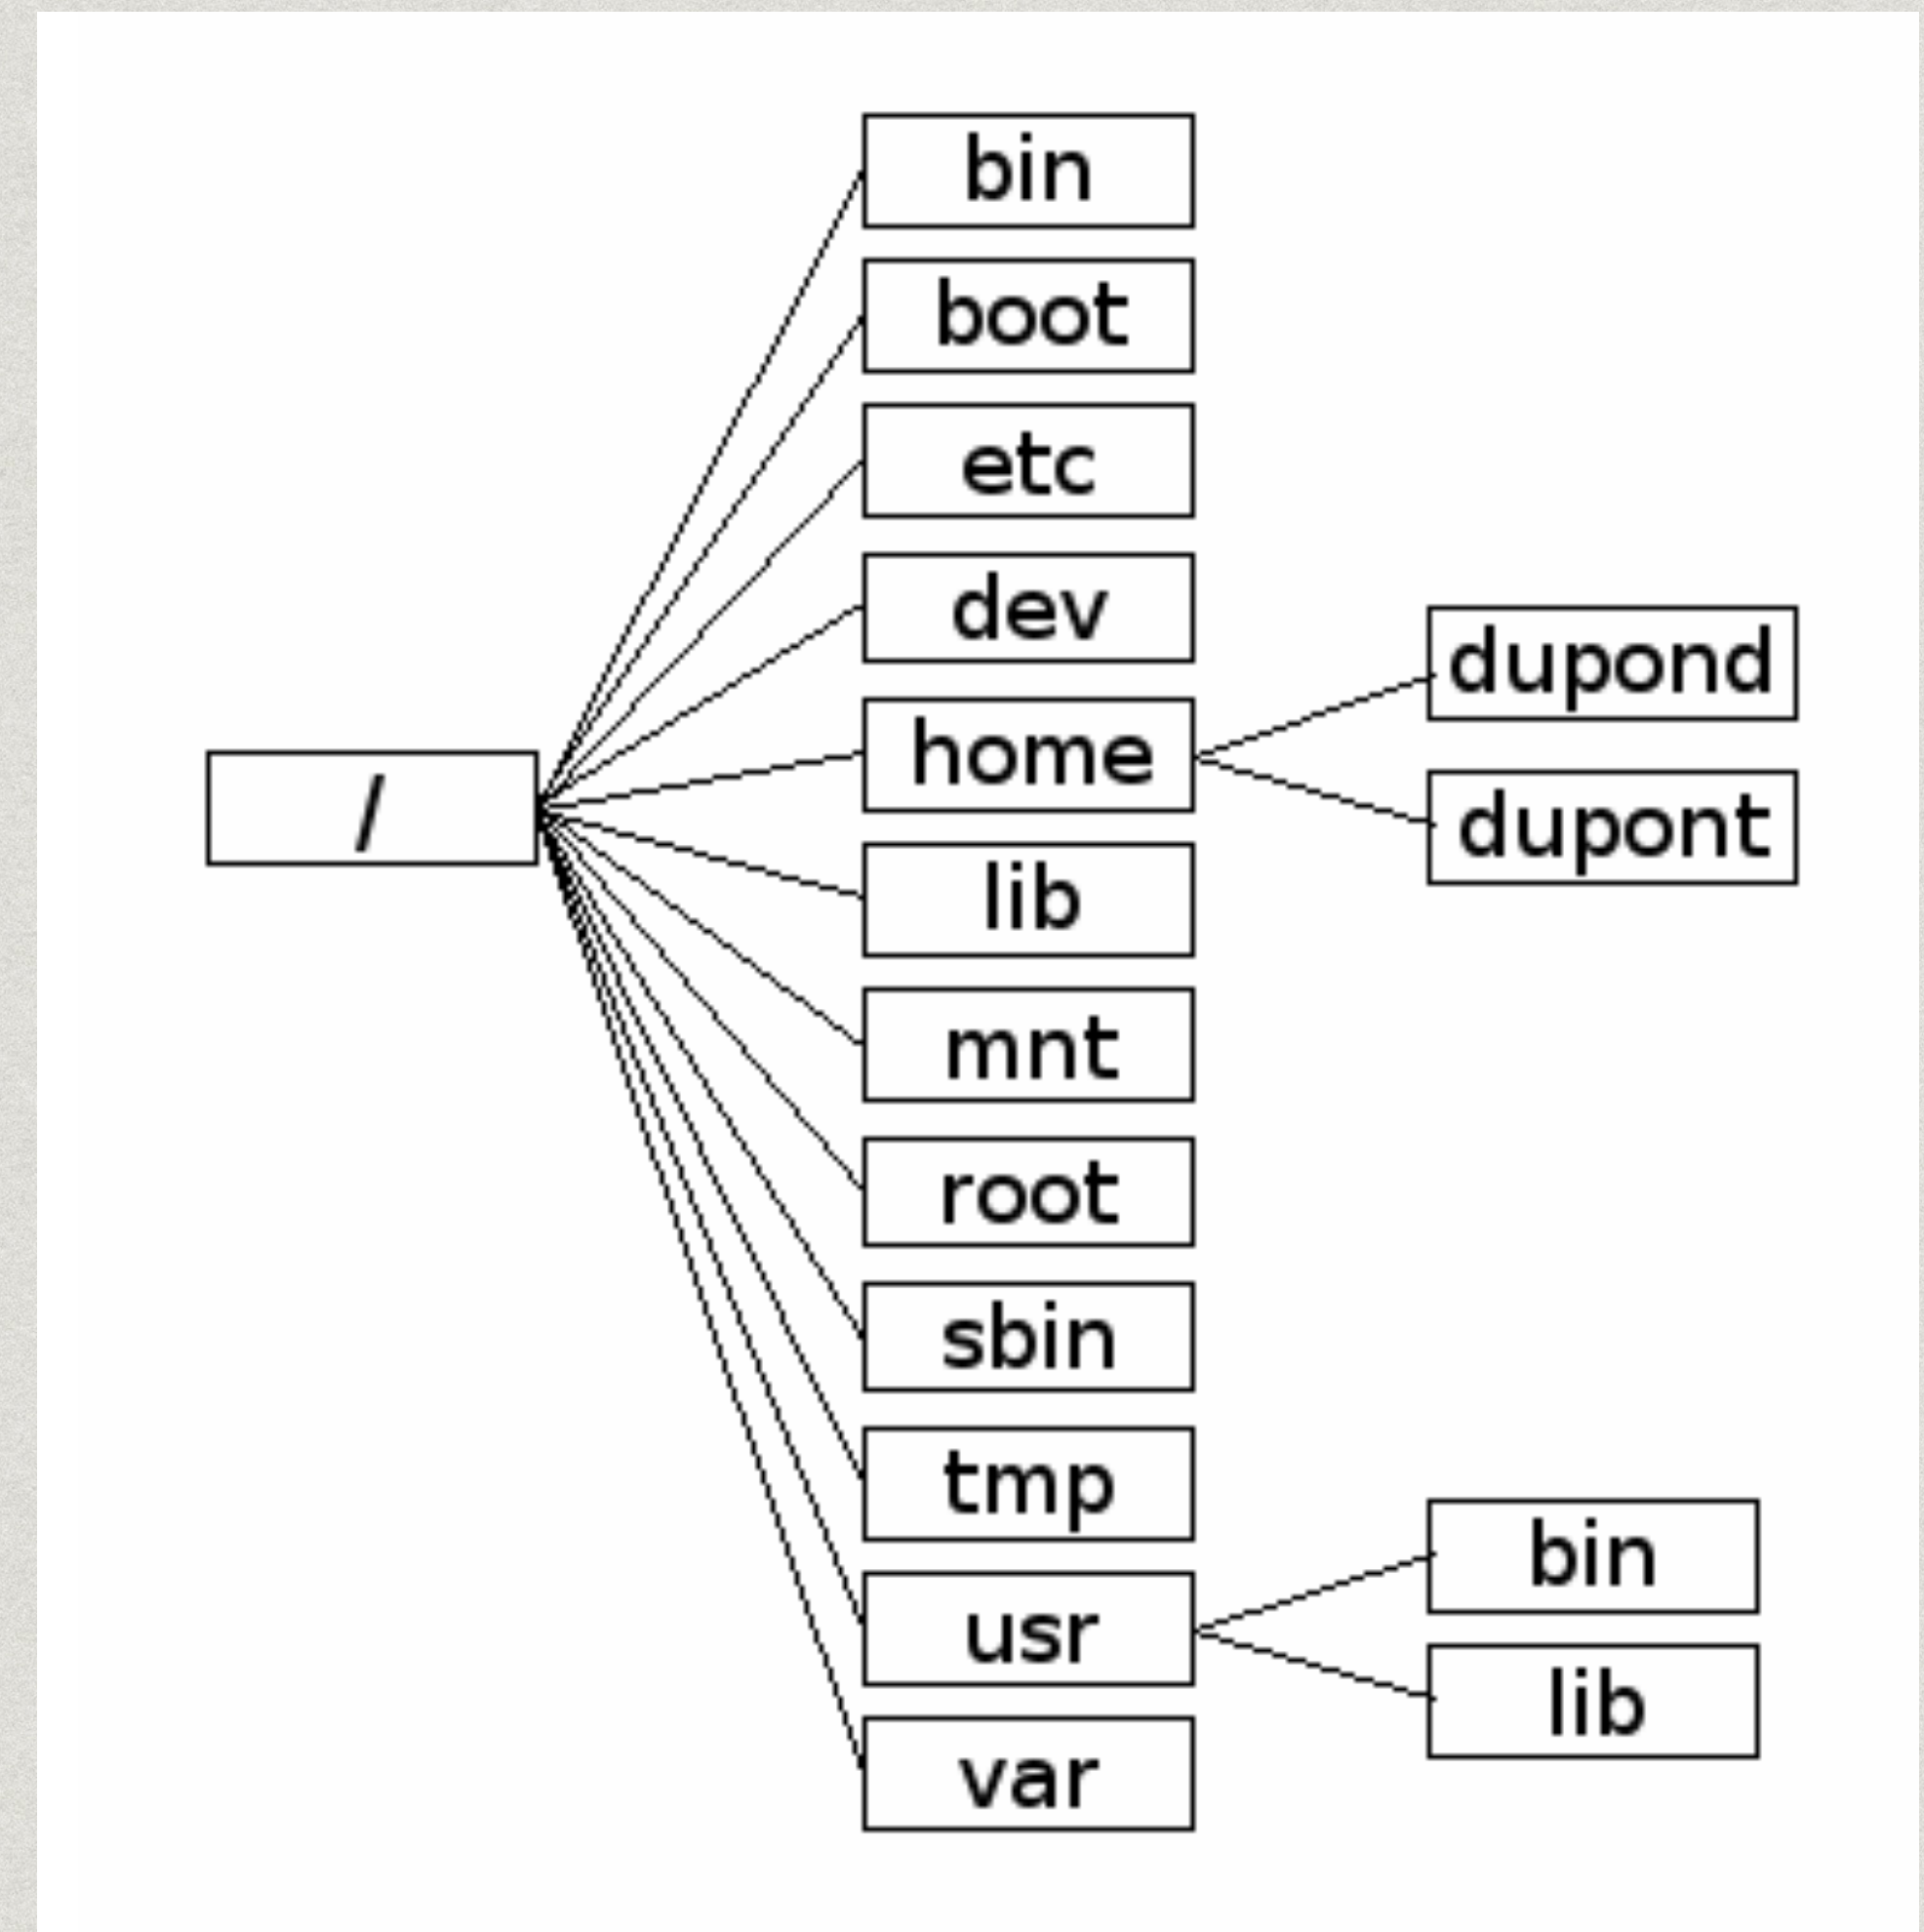 /
bin
boot
etc
dev
home
dupond
dupont
lib
mnt
root
sbin
tmp
usr
bin
lib
var